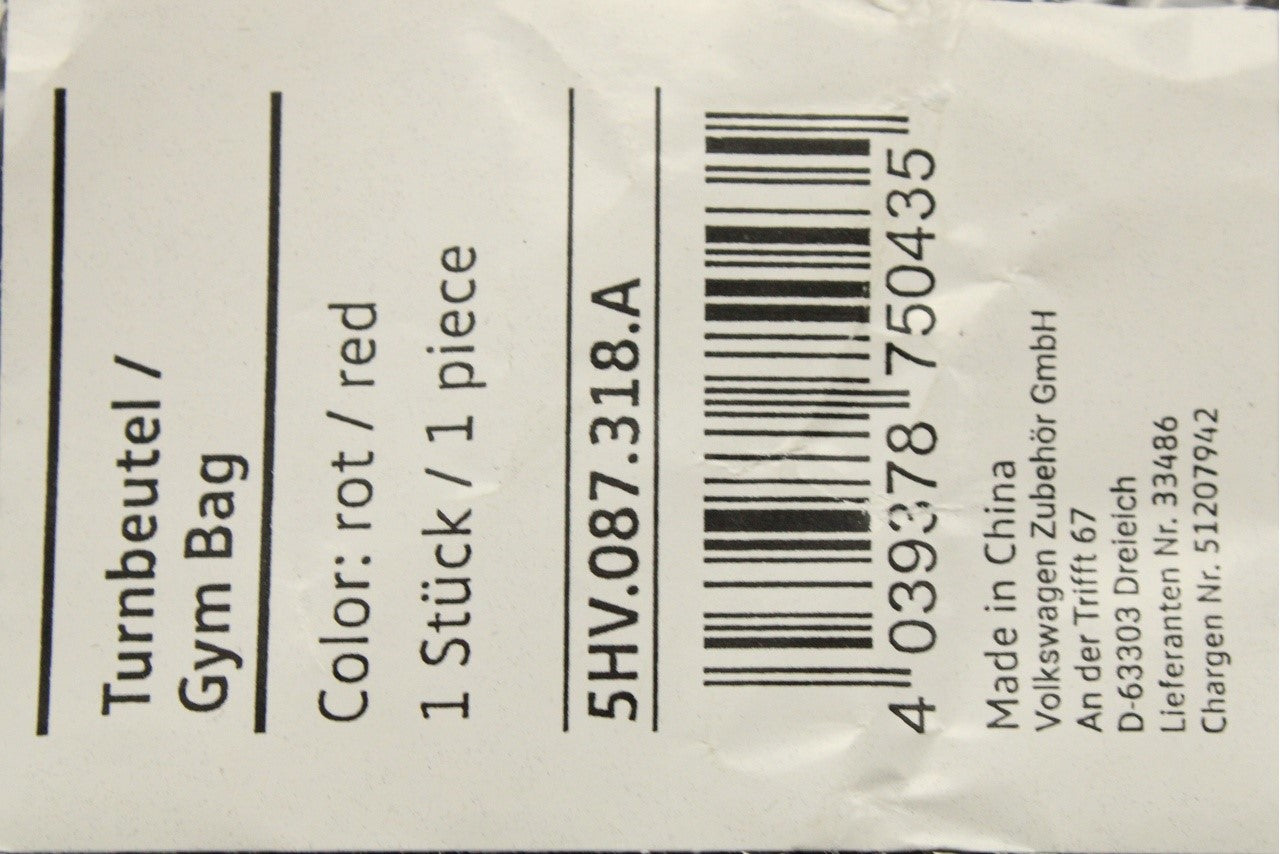 Turnbeutel /
Gym Bag
Color: rot / red
1 Stück / 1 piece
5HV.087.318.A
4 039378 750435
Made in China
Volkswagen Zubehör GmbH
An der Trifft 67
D-63303 Dreieich
Lieferanten Nr. 33486
Chargen Nr. 51207942